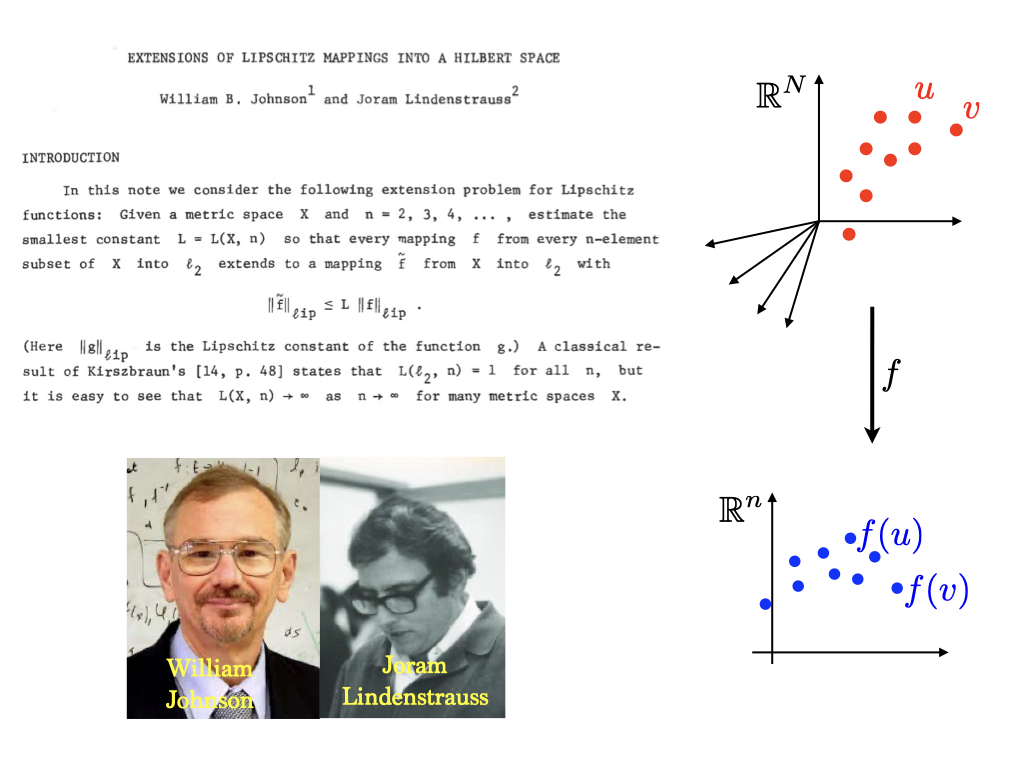 EXTENSIONS OF LIPSCHITZ MAPPINGS INTO A HILBERT SPACE
William B. Johnson¹ and Joram Lindenstrauss²
INTRODUCTION
In this note we consider the following extension problem for Lipschitz
functions: Given a metric space X and n = 2, 3, 4, ... , estimate the
smallest constant L = L(X, n) so that every mapping f from every n-element
subset of X into ℓ₂ extends to a mapping f̃ from X into ℓ₂ with
‖f̃‖ℓip ≤ L ‖f‖ℓip .
(Here ‖g‖ℓip is the Lipschitz constant of the function g.) A classical re-
sult of Kirszbraun's [14, p. 48] states that L(ℓ₂, n) = 1 for all n, but
it is easy to see that L(X, n) → ∞ as n → ∞ for many metric spaces X.
William
Johnson
Joram
Lindenstrauss
ℝᴺ
u
v
f
ℝⁿ
f(u)
f(v)